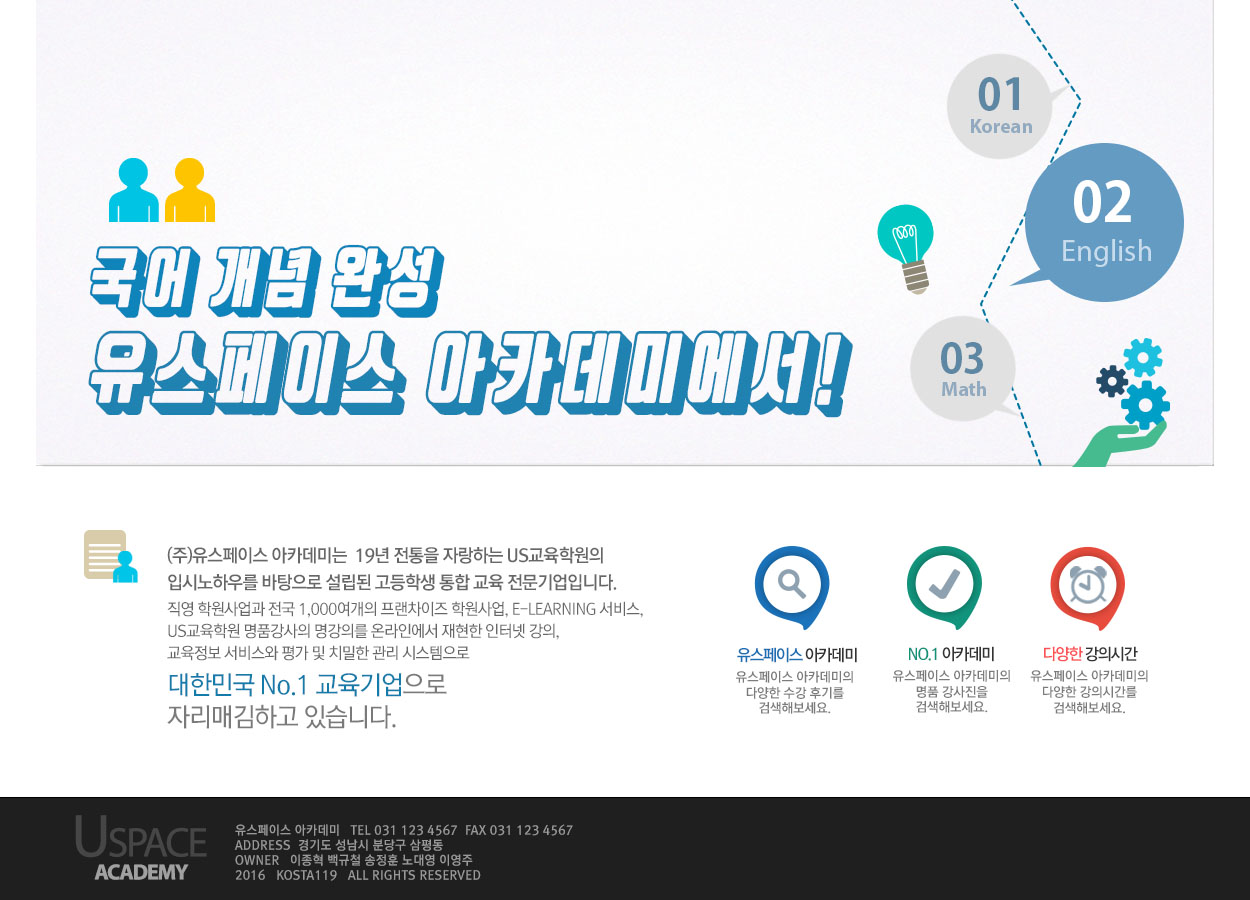 01
Korean
02
English
03
Math
국어 개념 완성
유스페이스 아카데미에서!
(주)유스페이스 아카데미는 19년 전통을 자랑하는 US교육학원의
입시노하우를 바탕으로 설립된 고등학생 통합 교육 전문기업입니다.
직영 학원사업과 전국 1,000여개의 프랜차이즈 학원사업, E-LEARNING 서비스,
US교육학원 명품강사의 명강의를 온라인에서 재현한 인터넷 강의,
교육정보 서비스와 평가 및 치밀한 관리 시스템으로
대한민국 No.1 교육기업으로
자리매김하고 있습니다.
유스페이스 아카데미
유스페이스 아카데미의
다양한 수강 후기를
검색해보세요.
NO.1 아카데미
유스페이스 아카데미의
명품 강사진을
검색해보세요.
다양한 강의시간
유스페이스 아카데미의
다양한 강의시간를
검색해보세요.
USPACE
ACADEMY
유스페이스 아카데미 TEL 031 123 4567 FAX 031 123 4567
ADDRESS 경기도 성남시 분당구 삼평동
OWNER 이종혁 백규철 송정훈 노대영 이영주
2016 KOSTA119 ALL RIGHTS RESERVED